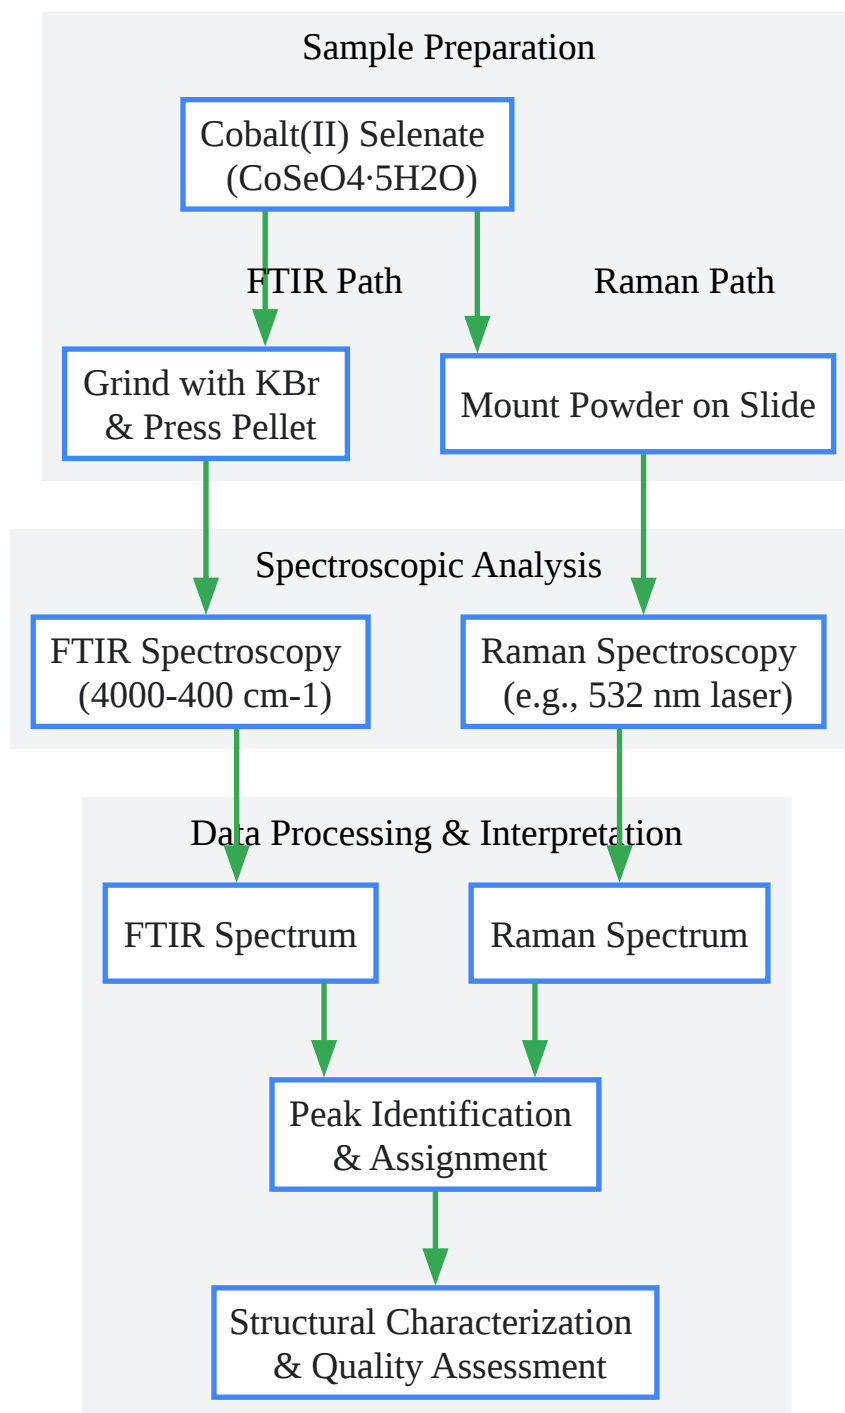 Sample Preparation
Cobalt(II) Selenate
(CoSeO4·5H2O)
FTIR Path
Raman Path
Grind with KBr
& Press Pellet
Mount Powder on Slide
Spectroscopic Analysis
FTIR Spectroscopy
(4000-400 cm-1)
Raman Spectroscopy
(e.g., 532 nm laser)
Data Processing & Interpretation
FTIR Spectrum
Raman Spectrum
Peak Identification
& Assignment
Structural Characterization
& Quality Assessment